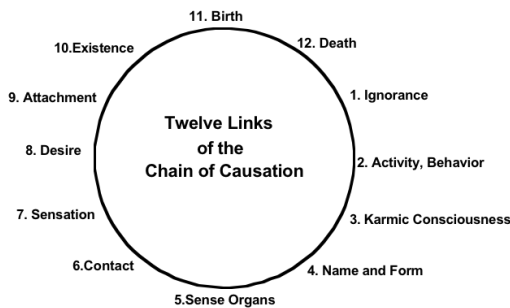 11. Birth
12. Death
1. Ignorance
2. Activity, Behavior
3. Karmic Consciousness
4. Name and Form
5.Sense Organs
6.Contact
7. Sensation
8. Desire
9. Attachment
10.Existence
Twelve Links
of the
Chain of Causation